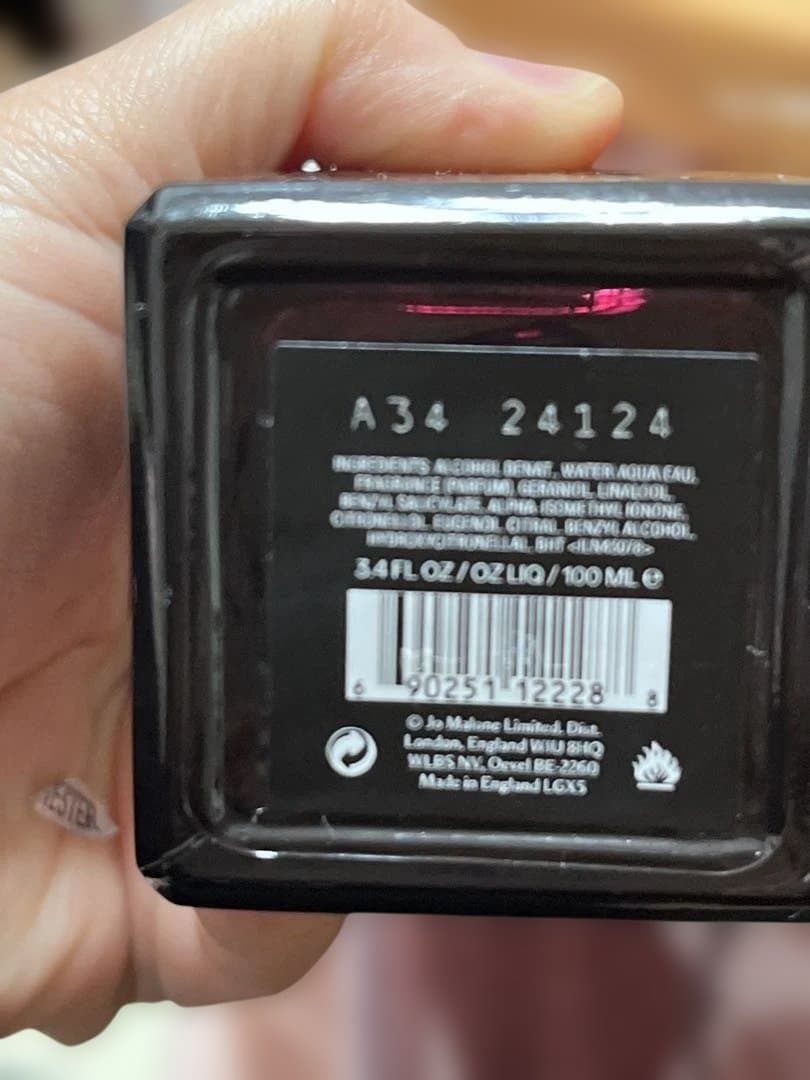 A34 24124
INGREDIENTS ALCOHOL DENAT., WATER AQUA EAU,
FRAGRANCE (PARFUM), GERANIOL, LINALOOL,
BENZYL SALICYLATE, ALPHA-ISOMETHYL IONONE,
CITRONELLOL, EUGENOL, CITRAL, BENZYL ALCOHOL,
HYDROXYCITRONELLAL, BHT
3.4 FL OZ / OZ LIQ / 100 ML ℮
6 90251 12228 8
© Jo Malone Limited, Dist.
London, England W1U 8HQ
WLBS NV, Oevel BE-2260
Made in England LGX5
TESTER